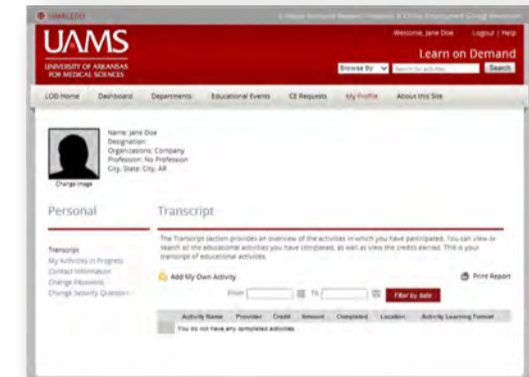 UAMS.EDU
Welcome, Jane Doe Logout | Help
UAMS
UNIVERSITY OF ARKANSAS
FOR MEDICAL SCIENCES
Learn on Demand
Browse By Search for activities Search
LOD Home Dashboard Departments Educational Events CE Requests My Profile About this Site
Name: Jane Doe
Designation:
Organizations: Company
Profession: No Profession
City, State: City, AR
Change Image
Personal
Transcript
My Activities in Progress
Contact Information
Change Password
Change Security Question
Transcript
The Transcript section provides an overview of the activities in which you have participated. You can view or
search all the educational activities you have completed, as well as view the credits earned. This is your
transcript of educational activities.
Add My Own Activity Print Report
From To Filter by date
Activity Name Provider Credit Amount Completed Location Activity Learning Format
You do not have any completed activities